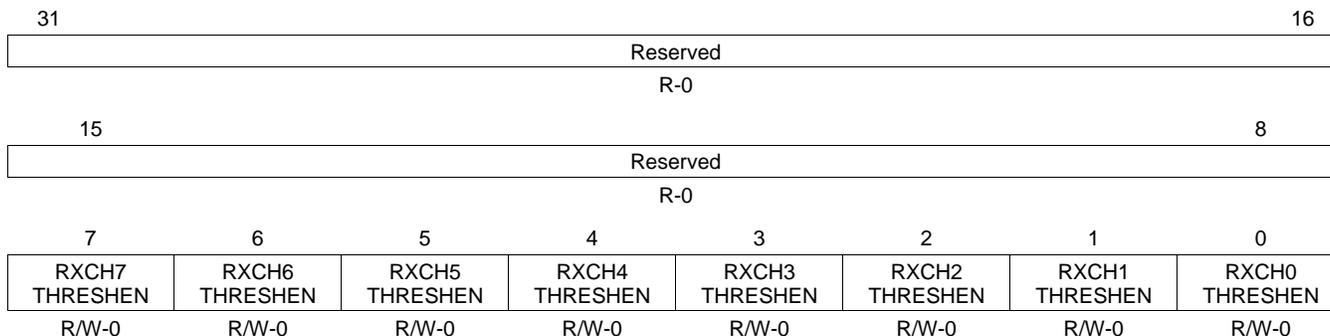 31 16
Reserved
R-0
15 8
Reserved
R-0
7 6 5 4 3 2 1 0
RXCH7 RXCH6 RXCH5 RXCH4 RXCH3 RXCH2 RXCH1 RXCH0
THRESHEN THRESHEN THRESHEN THRESHEN THRESHEN THRESHEN THRESHEN THRESHEN
R/W-0 R/W-0 R/W-0 R/W-0 R/W-0 R/W-0 R/W-0 R/W-0